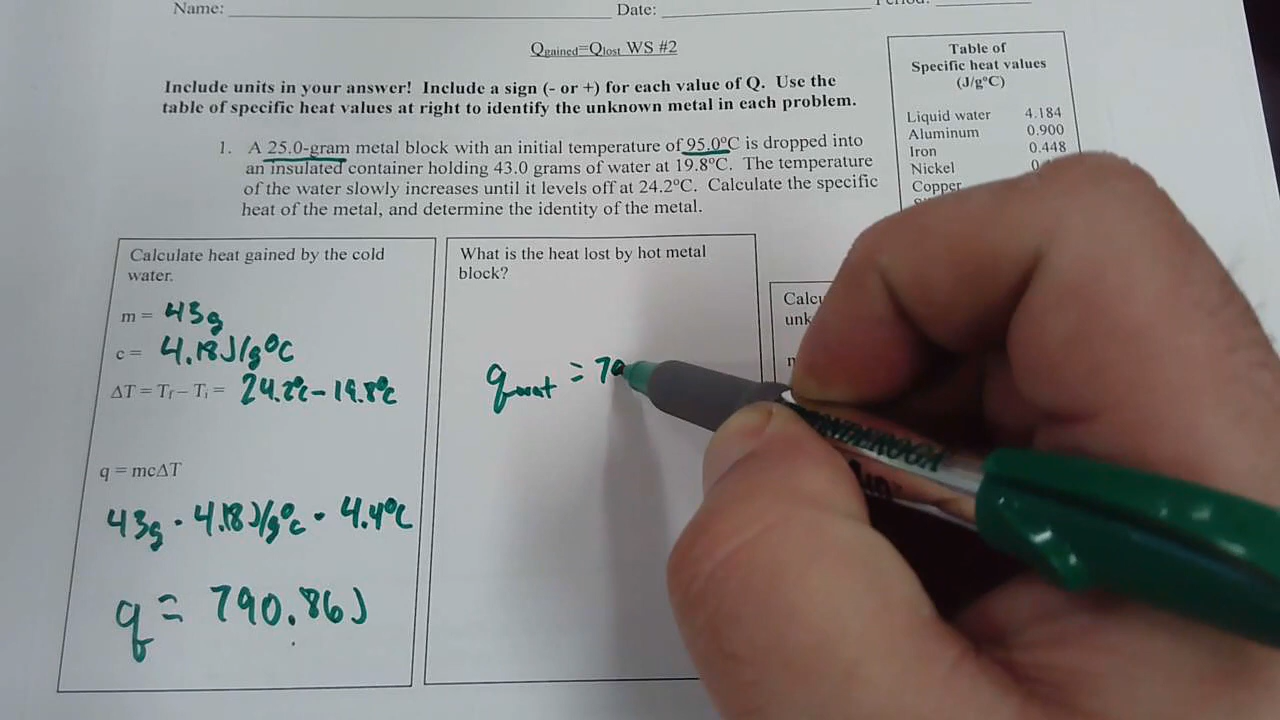 Name: Date:
Qgained=Qlost WS #2
Include units in your answer! Include a sign (- or +) for each value of Q. Use the
table of specific heat values at right to identify the unknown metal in each problem.
1. A 25.0-gram metal block with an initial temperature of 95.0°C is dropped into
an insulated container holding 43.0 grams of water at 19.8°C. The temperature
of the water slowly increases until it levels off at 24.2°C. Calculate the specific
heat of the metal, and determine the identity of the metal.
Table of
Specific heat values
(J/g°C)
Liquid water 4.184
Aluminum 0.900
Iron 0.448
Nickel
Copper
Calculate heat gained by the cold
water.
m = 43g
c = 4.18J/g°C
ΔT = Tf – Ti = 24.2°C - 19.8°C
q = mcΔT
43g · 4.18J/g°C · 4.4°C
q = 790.86J
What is the heat lost by hot metal
block?
qwat = 79